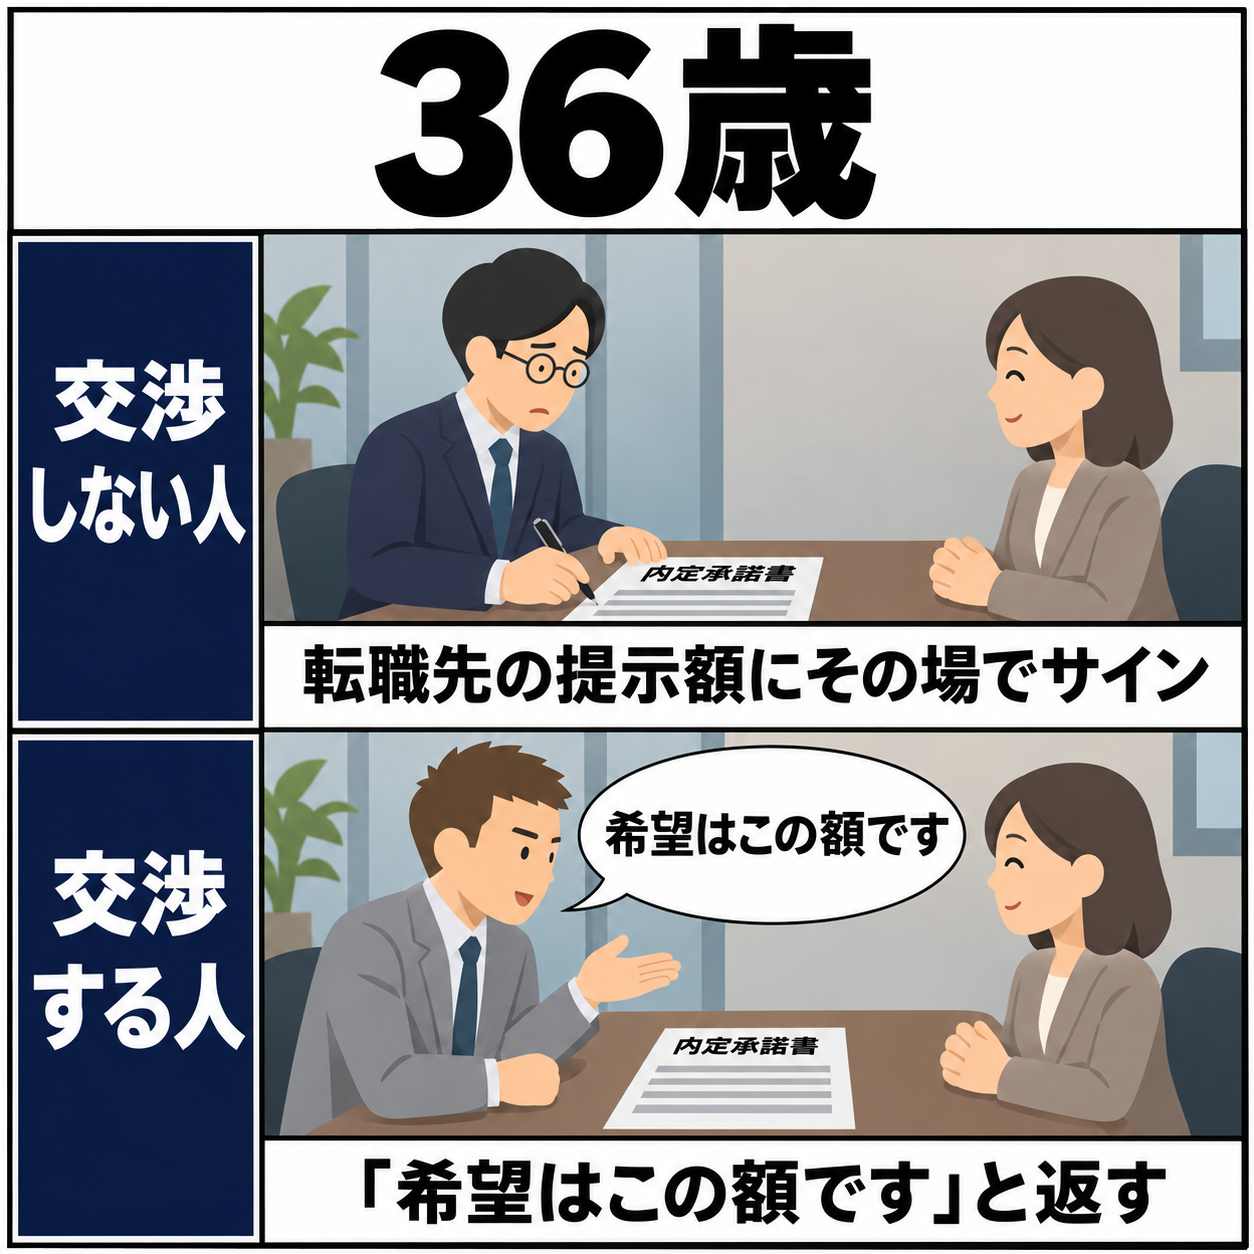 36歳
交渉
しない人
内定承諾書
転職先の提示額にその場でサイン
交渉
する人
希望はこの額です
内定承諾書
「希望はこの額です」と返す